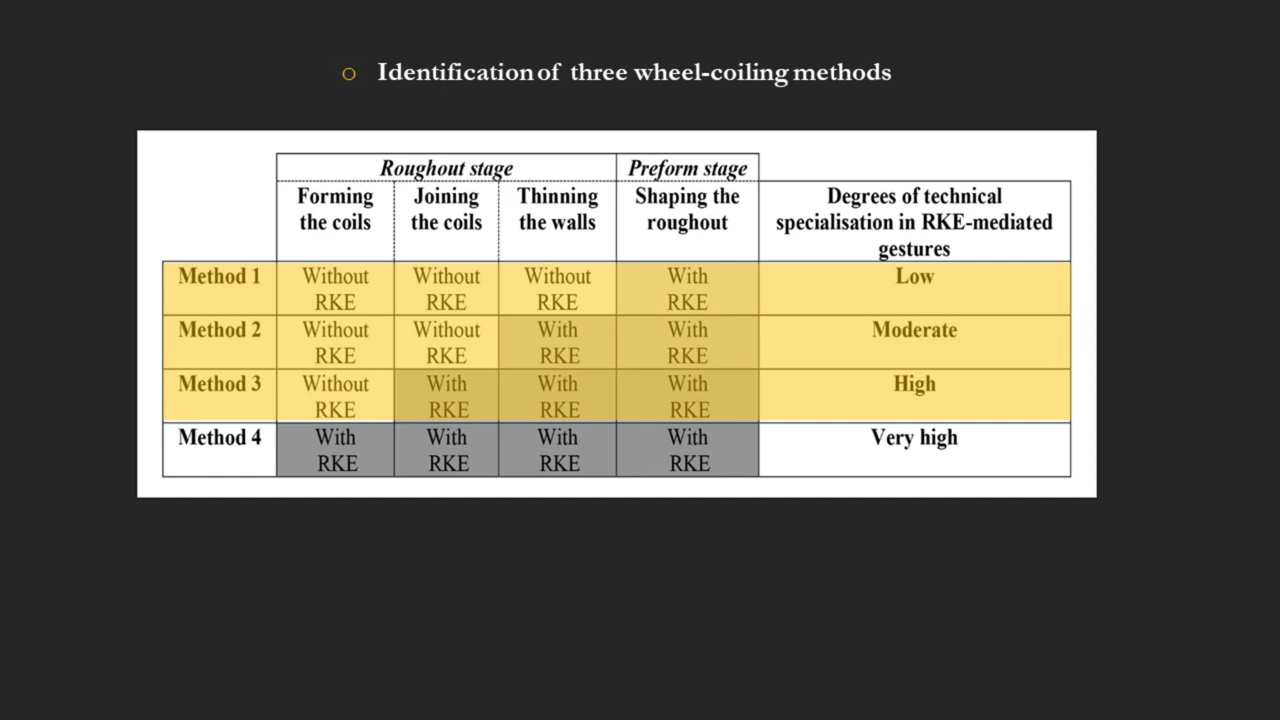 Identification of three wheel-coiling methods
Roughout stage Preform stage
Forming the coils Joining the coils Thinning the walls Shaping the roughout Degrees of technical specialisation in RKE-mediated gestures
Method 1 Without RKE Without RKE Without RKE With RKE Low
Method 2 Without RKE Without RKE With RKE With RKE Moderate
Method 3 Without RKE With RKE With RKE With RKE High
Method 4 With RKE With RKE With RKE With RKE Very high